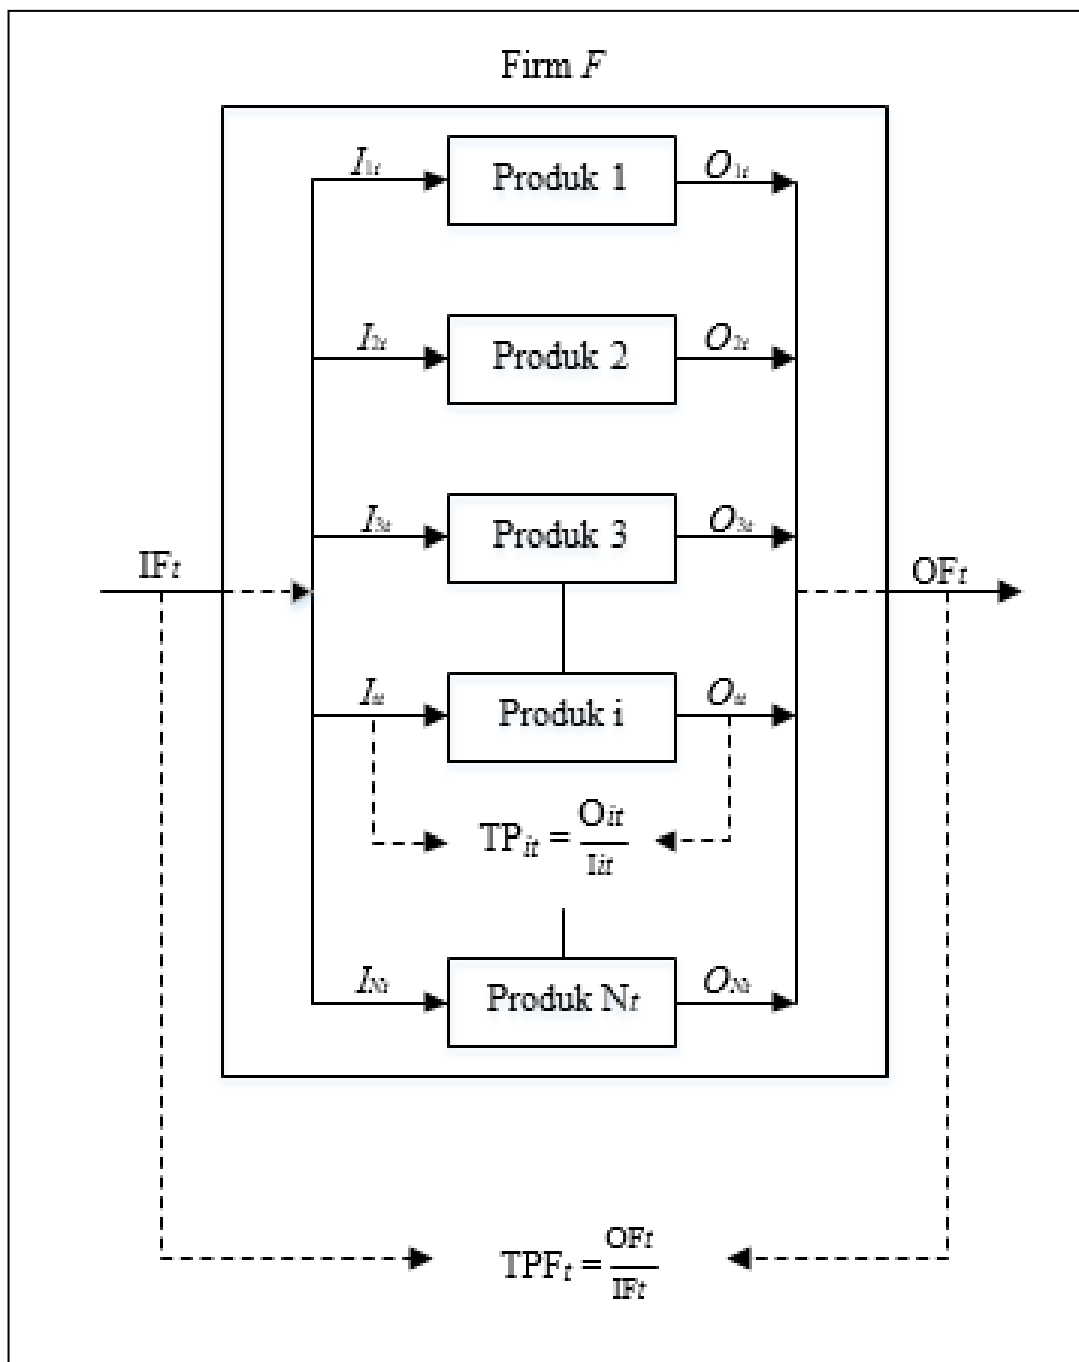 Firm F
I1t Produk 1 O1t
I2t Produk 2 O2t
I3t Produk 3 O3t
IFt OFt
Iit Produk i Oit
TPit = Oit / Iit
INt Produk Nt ONt
TPFt = OFt / IFt